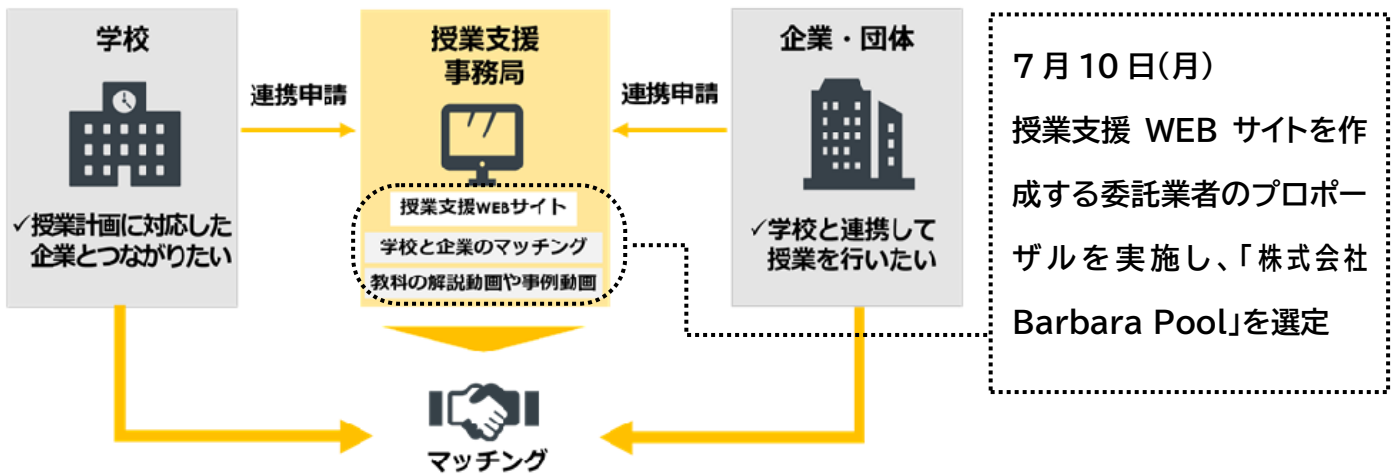 学校
✓授業計画に対応した
企業とつながりたい
連携申請
授業支援
事務局
授業支援WEBサイト
学校と企業のマッチング
教科の解説動画や事例動画
連携申請
企業・団体
✓学校と連携して
授業を行いたい
マッチング
7月10日(月)
授業支援 WEB サイトを作
成する委託業者のプロポー
ザルを実施し、「株式会社
Barbara Pool」を選定